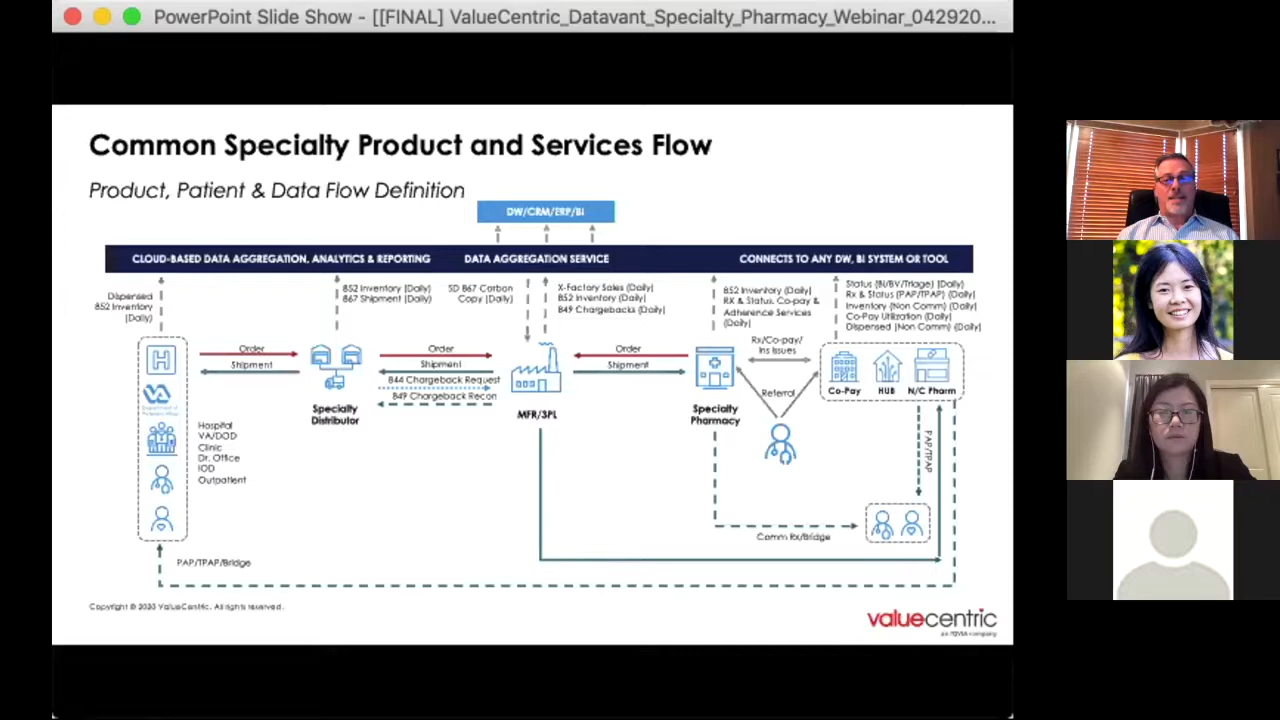 PowerPoint Slide Show - [[FINAL] ValueCentric_Datavant_Specialty_Pharmacy_Webinar_042920...
Common Specialty Product and Services Flow
Product, Patient & Data Flow Definition
DW/CRM/ERP/BI
CLOUD-BASED DATA AGGREGATION, ANALYTICS & REPORTING
DATA AGGREGATION SERVICE
CONNECTS TO ANY DW, BI SYSTEM OR TOOL
Dispensed
852 Inventory
(Daily)
852 Inventory (Daily)
867 Shipment (Daily)
SD 867 Carbon
Copy (Daily)
X-Factory Sales (Daily)
852 Inventory (Daily)
849 Chargebacks (Daily)
852 Inventory (Daily)
RX & Status, Co-pay &
Adherence Services
(Daily)
Status (BI/BV/Triage) (Daily)
Rx & Status (PAP/TPAP) (Daily)
Inventory (Non Comm) (Daily)
Co-Pay Utilization (Daily)
Dispensed (Non Comm) (Daily)
Order
Shipment
Order
Shipment
844 Chargeback Request
849 Chargeback Recon
Order
Shipment
Rx/Co-pay/
Ins Issues
Referral
H
VA
Specialty
Distributor
MFR/3PL
Specialty
Pharmacy
Co-Pay
HUB
N/C Pharm
Hospital
VA/DOD
Clinic
Dr. Office
IOD
Outpatient
PAP/TPAP
Comm Rx/Bridge
PAP/TPAP/Bridge
valuecentric
an IQVIA company